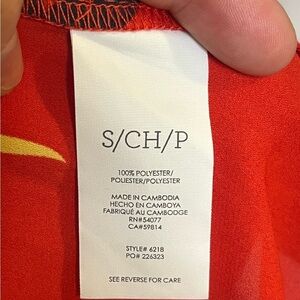 S/CH/P
100% POLYESTER/
POLIESTER/POLYESTER
MADE IN CAMBODIA
HECHO EN CAMBOYA
FABRIQUÉ AU CAMBODGE
RN#54077
CA#59814
STYLE# 6218
PO# 226323
SEE REVERSE FOR CARE